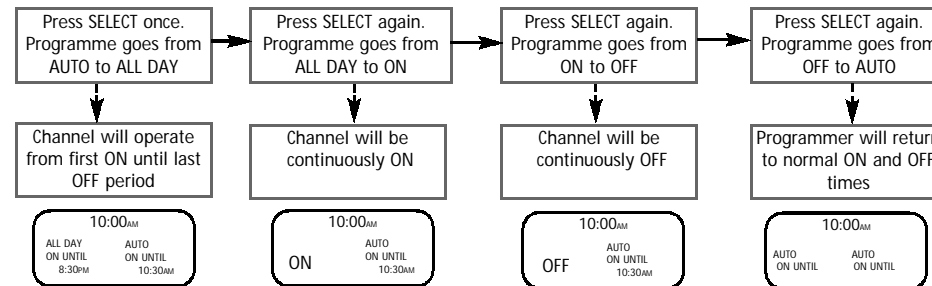 Press SELECT once.
Programme goes from
AUTO to ALL DAY
Press SELECT again.
Programme goes from
ALL DAY to ON
Press SELECT again.
Programme goes from
ON to OFF
Press SELECT again.
Programme goes from
OFF to AUTO
Channel will operate
from first ON until last
OFF period
Channel will be
continuously ON
Channel will be
continuously OFF
Programmer will return
to normal ON and OFF
times
10:00AM
ALL DAY AUTO
ON UNTIL ON UNTIL
8:30PM 10:30AM
10:00AM
AUTO
ON ON UNTIL
10:30AM
10:00AM
AUTO
OFF ON UNTIL
10:30AM
10:00AM
AUTO AUTO
ON UNTIL ON UNTIL